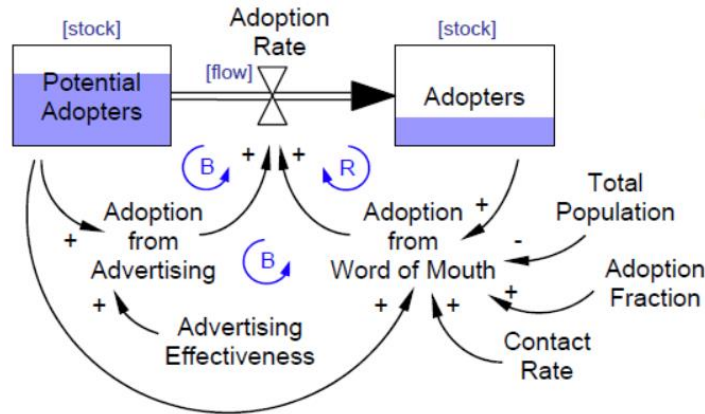 [stock]
Adoption
Rate
[stock]
[flow]
Potential
Adopters
Adopters
B
+
+
R
+
Adoption
from
Advertising
+
B
Adoption
from
Word of Mouth
+
-
Total
Population
+
Adoption
Fraction
+
Advertising
Effectiveness
+
+
Contact
Rate